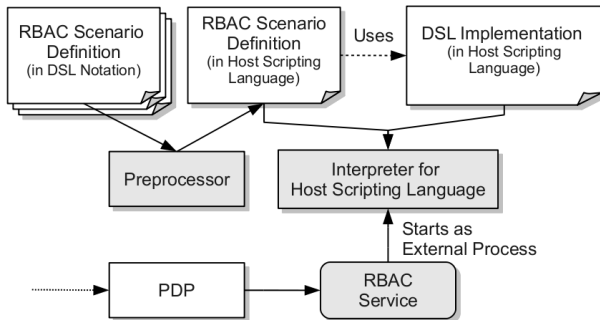 RBAC Scenario
Definition
(in DSL Notation)
RBAC Scenario
Definition
(in Host Scripting
Language)
Uses
DSL Implementation
(in Host Scripting
Language)
Preprocessor
Interpreter for
Host Scripting Language
Starts as
External Process
PDP
RBAC
Service